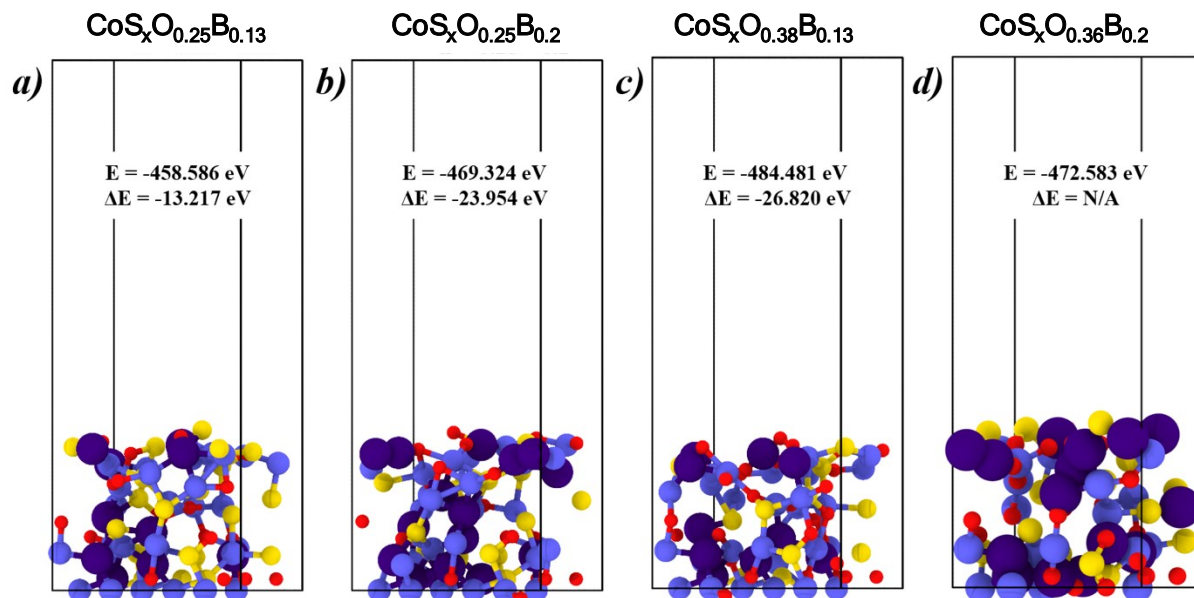 CoSxO0.25B0.13
CoSxO0.25B0.2
CoSxO0.38B0.13
CoSxO0.36B0.2
a)
b)
c)
d)
E = -458.586 eV
ΔE = -13.217 eV
E = -469.324 eV
ΔE = -23.954 eV
E = -484.481 eV
ΔE = -26.820 eV
E = -472.583 eV
ΔE = N/A